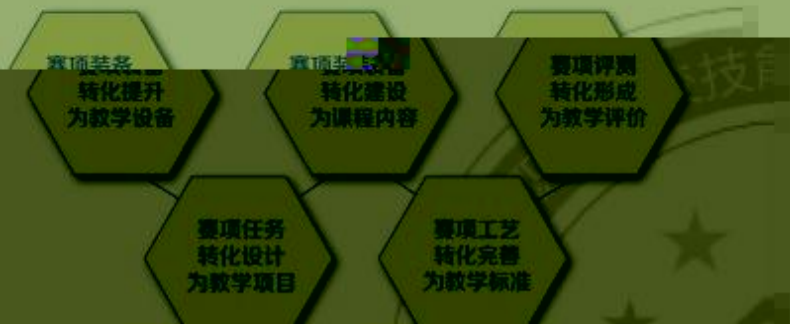 赛项装备
转化提升
为教学设备
转化建设
为课程内容
赛项评测
转化形成
为教学评价
赛项任务
转化设计
为教学项目
赛项工艺
转化完善
为教学标准
技能